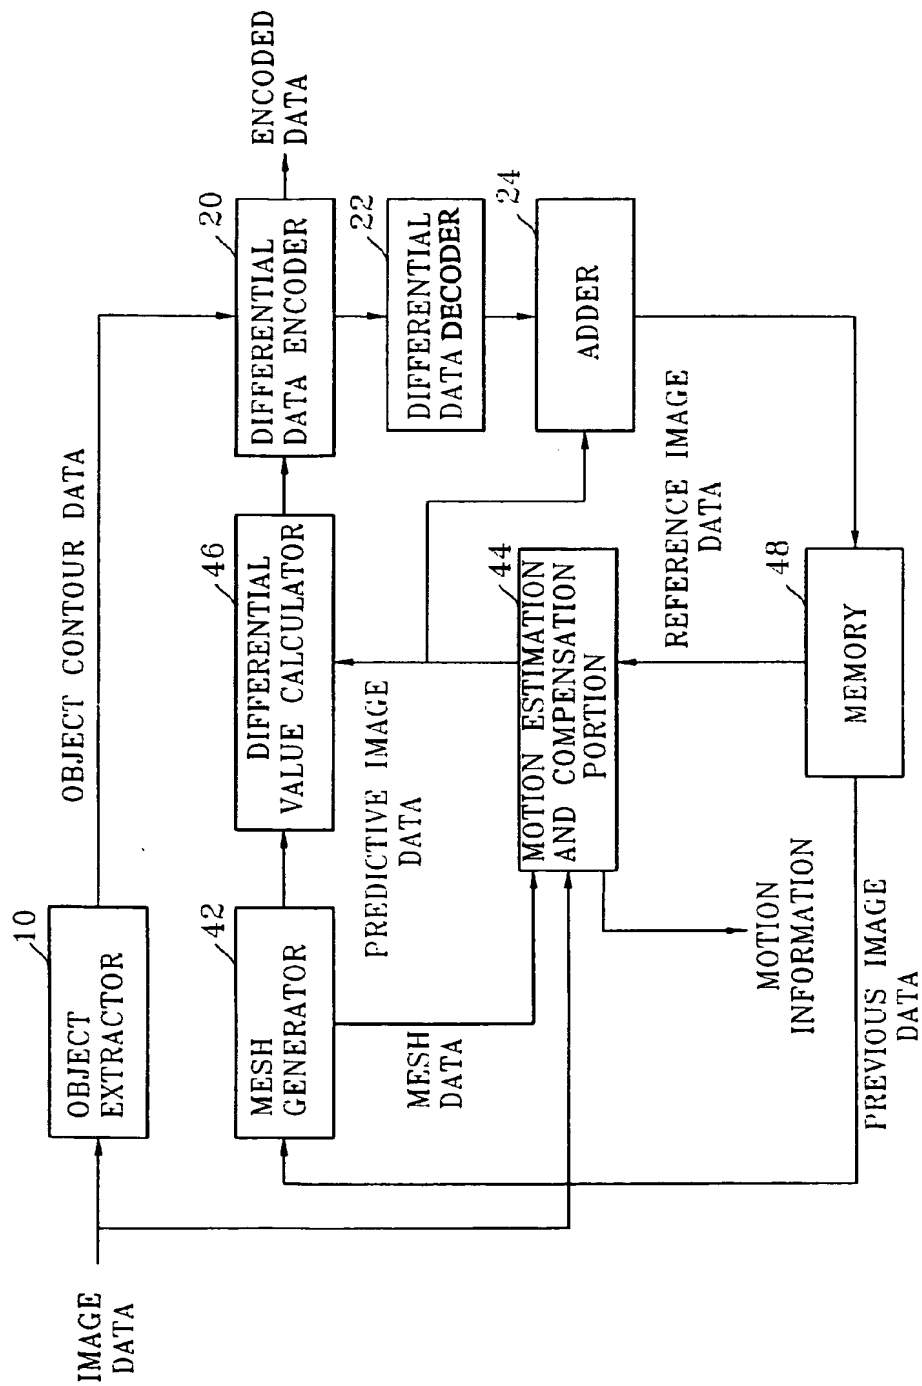 IMAGE
DATA
10
OBJECT
EXTRACTOR
OBJECT CONTOUR DATA
42
MESH
GENERATOR
46
DIFFERENTIAL
VALUE CALCULATOR
20
DIFFERENTIAL
DATA ENCODER
ENCODED
DATA
MESH
DATA
PREDICTIVE IMAGE
DATA
22
DIFFERENTIAL
DATA DECODER
44
MOTION ESTIMATION
AND COMPENSATION
PORTION
24
ADDER
MOTION
INFORMATION
REFERENCE IMAGE
DATA
48
MEMORY
PREVIOUS IMAGE
DATA